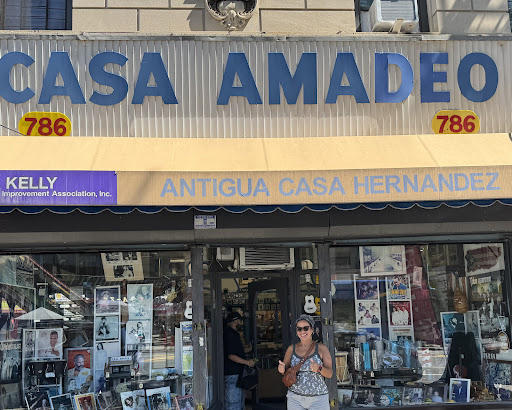 CASA AMADEO
786 786
KELLY
Improvement Association, Inc.
ANTIGUA CASA HERNANDEZ